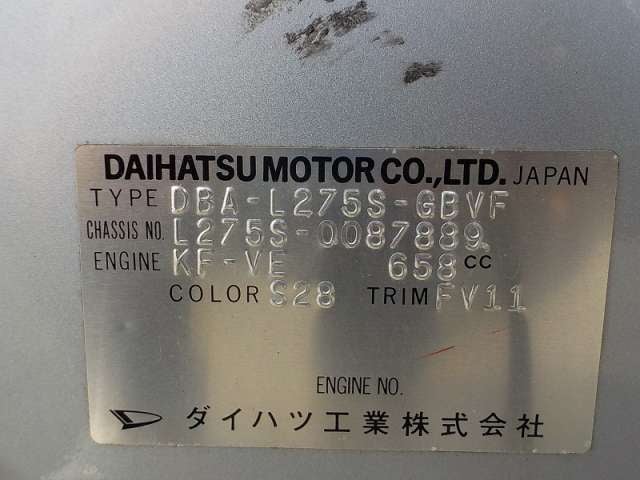 DAIHATSU MOTOR CO.,LTD. JAPAN
TYPE DBA-L275S-GBVF
CHASSIS NO. L275S-0087889
ENGINE KF-VE 658 CC
COLOR S28 TRIM FV11
ENGINE NO.
ダイハツ工業株式会社